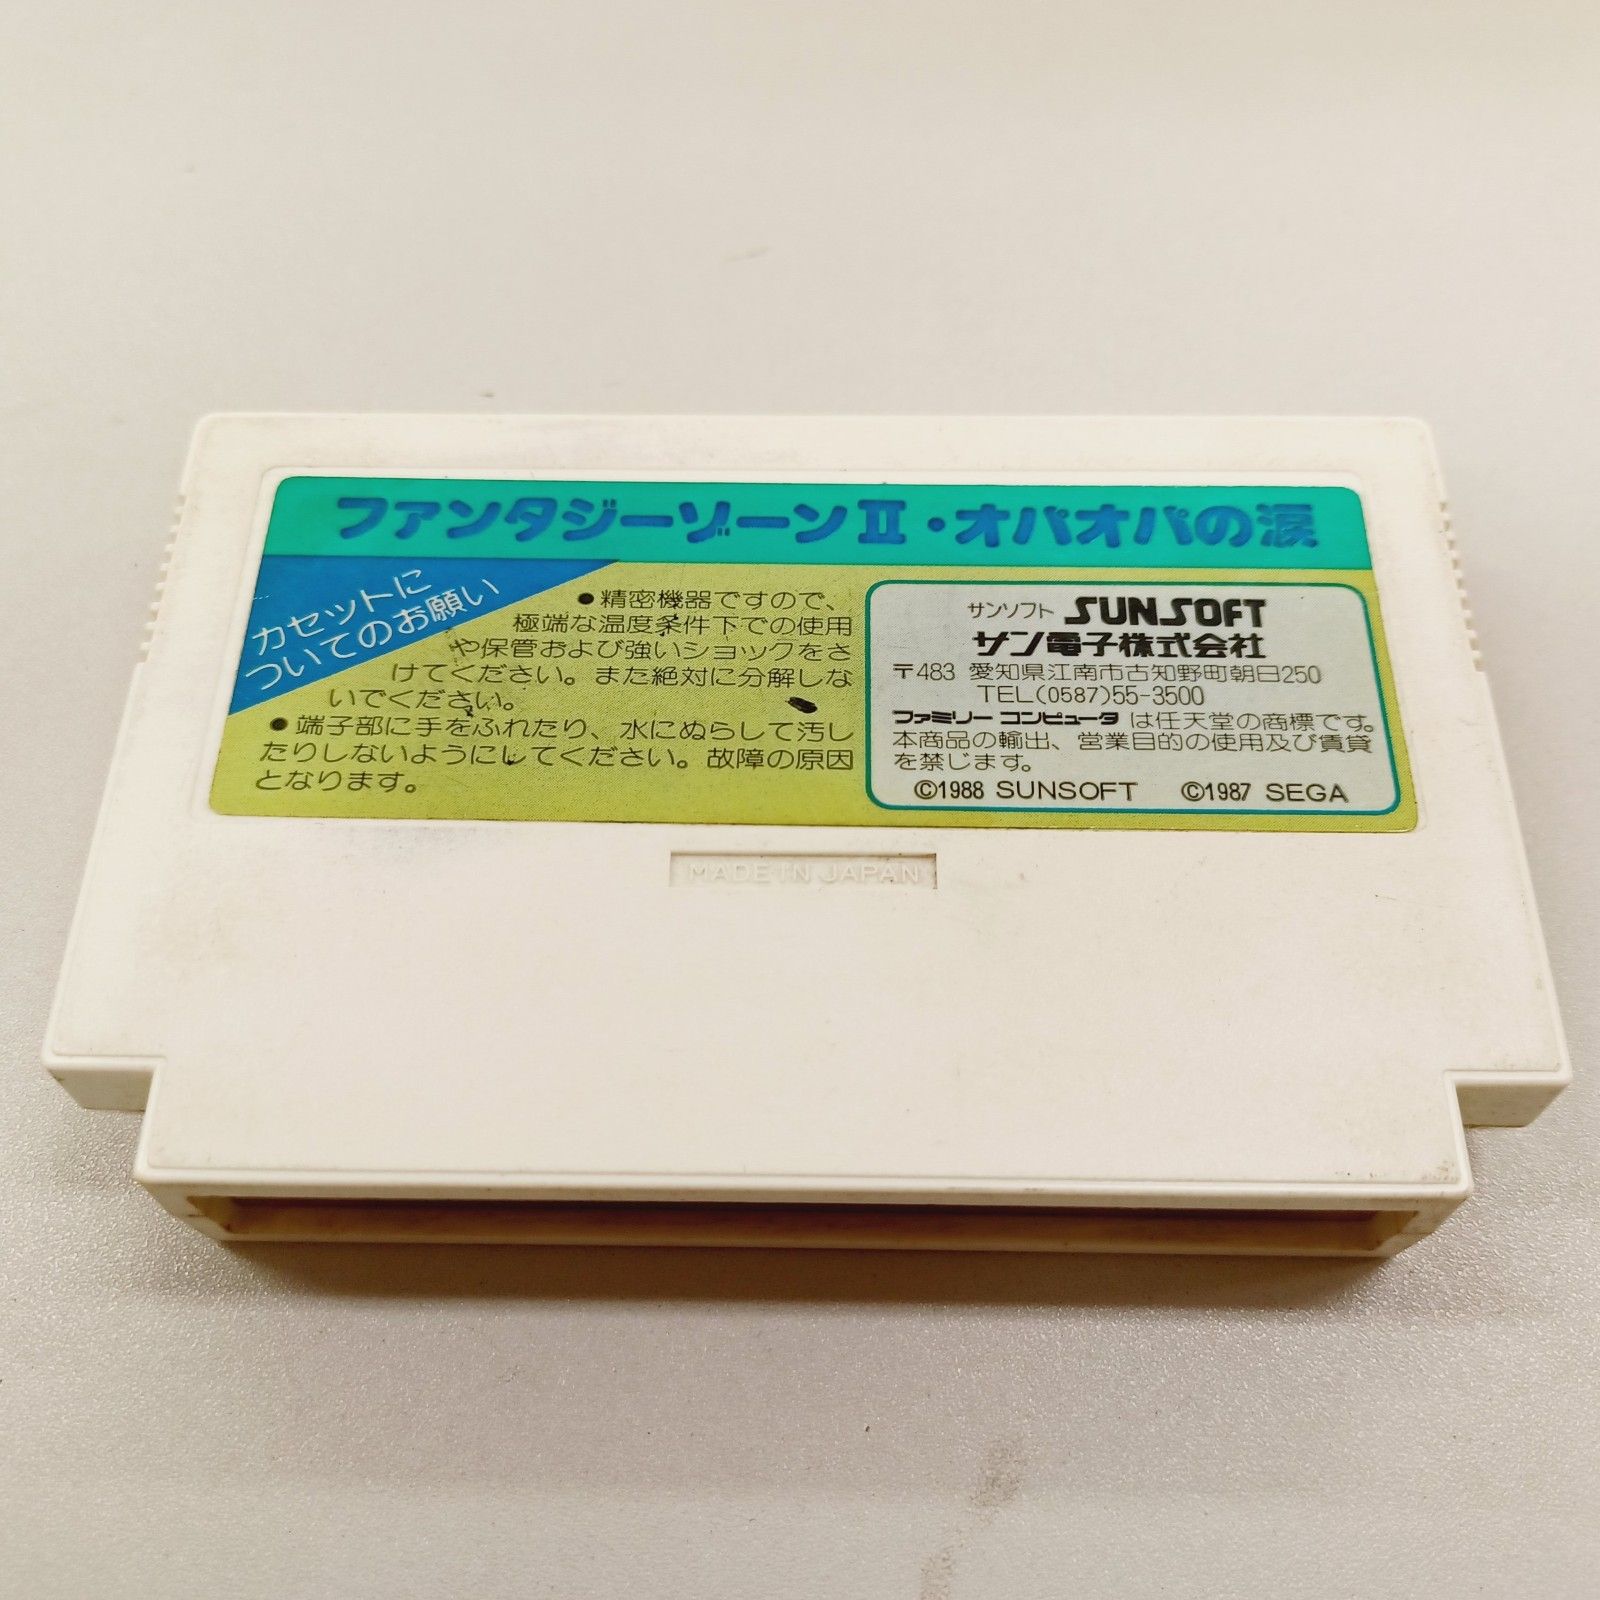 ファンタジーゾーンⅡ・オパオパの涙
カセットに
ついてのお願い
●精密機器ですので、
極端な温度条件下での使用
や保管および強いショックをさ
けてください。また絶対に分解しな
いでください。
●端子部に手をふれたり、水にぬらして汚し
たりしないようにしてください。故障の原因
となります。
サンソフト SUNSOFT
サン電子株式会社
〒483 愛知県江南市古知野町朝日250
TEL(0587)55-3500
ファミリー コンピュータ は任天堂の商標です。
本商品の輸出、営業目的の使用及び賃貸
を禁じます。
©1988 SUNSOFT ©1987 SEGA
MADE IN JAPAN